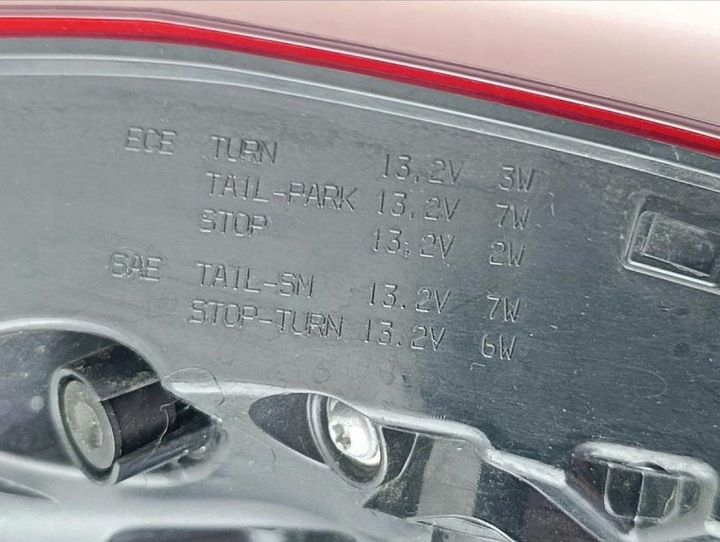 ECE TURN 13.2V 3W
TAIL-PARK 13.2V 7W
STOP 13.2V 2W
SAE TAIL-SM 13.2V 7W
STOP-TURN 13.2V 6W